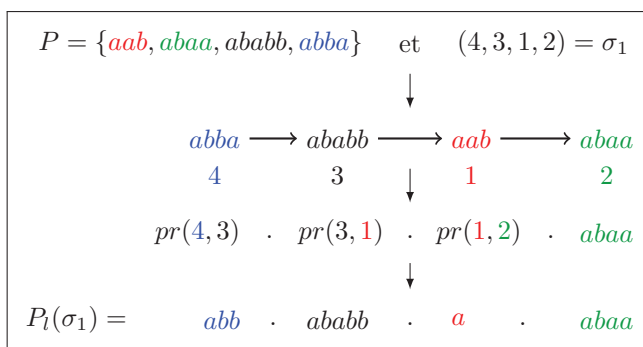 P = {aab, abaa, ababb, abba} et (4, 3, 1, 2) = σ₁
abba ababb aab abaa
4 3 1 2
pr(4, 3) . pr(3, 1) . pr(1, 2) . abaa
Pₗ(σ₁) = abb . ababb . a . abaa